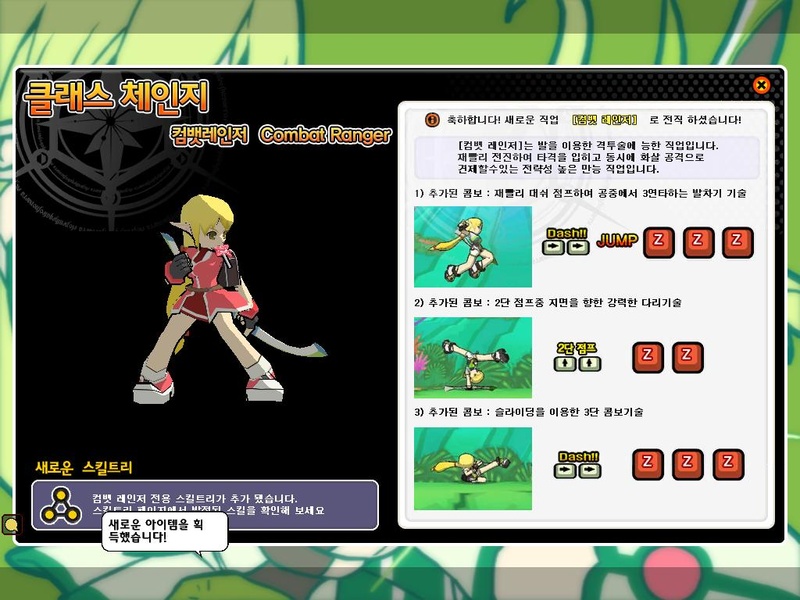 클래스 체인지
컴뱃레인저 Combat Ranger
축하합니다! 새로운 직업 [컴뱃 레인저] 로 전직 하셨습니다!
[컴뱃 레인저]는 발을 이용한 격투술에 능한 직업입니다.
재빨리 전진하여 타격을 입히고 동시에 화살 공격으로
견제할수있는 전략성 높은 만능 직업입니다.
1) 추가된 콤보 : 재빨리 대쉬 점프하여 공중에서 3연타하는 발차기 기술
Dash!! JUMP Z Z Z
2) 추가된 콤보 : 2단 점프중 지면을 향한 강력한 다리기술
2단 점프 Z Z
3) 추가된 콤보 : 슬라이딩을 이용한 3단 콤보기술
Dash!! Z Z Z
새로운 스킬트리
컴뱃 레인저 전용 스킬트리가 추가 됐습니다.
스킬을 확인해 보세요
새로운 아이템을 획
득했습니다!